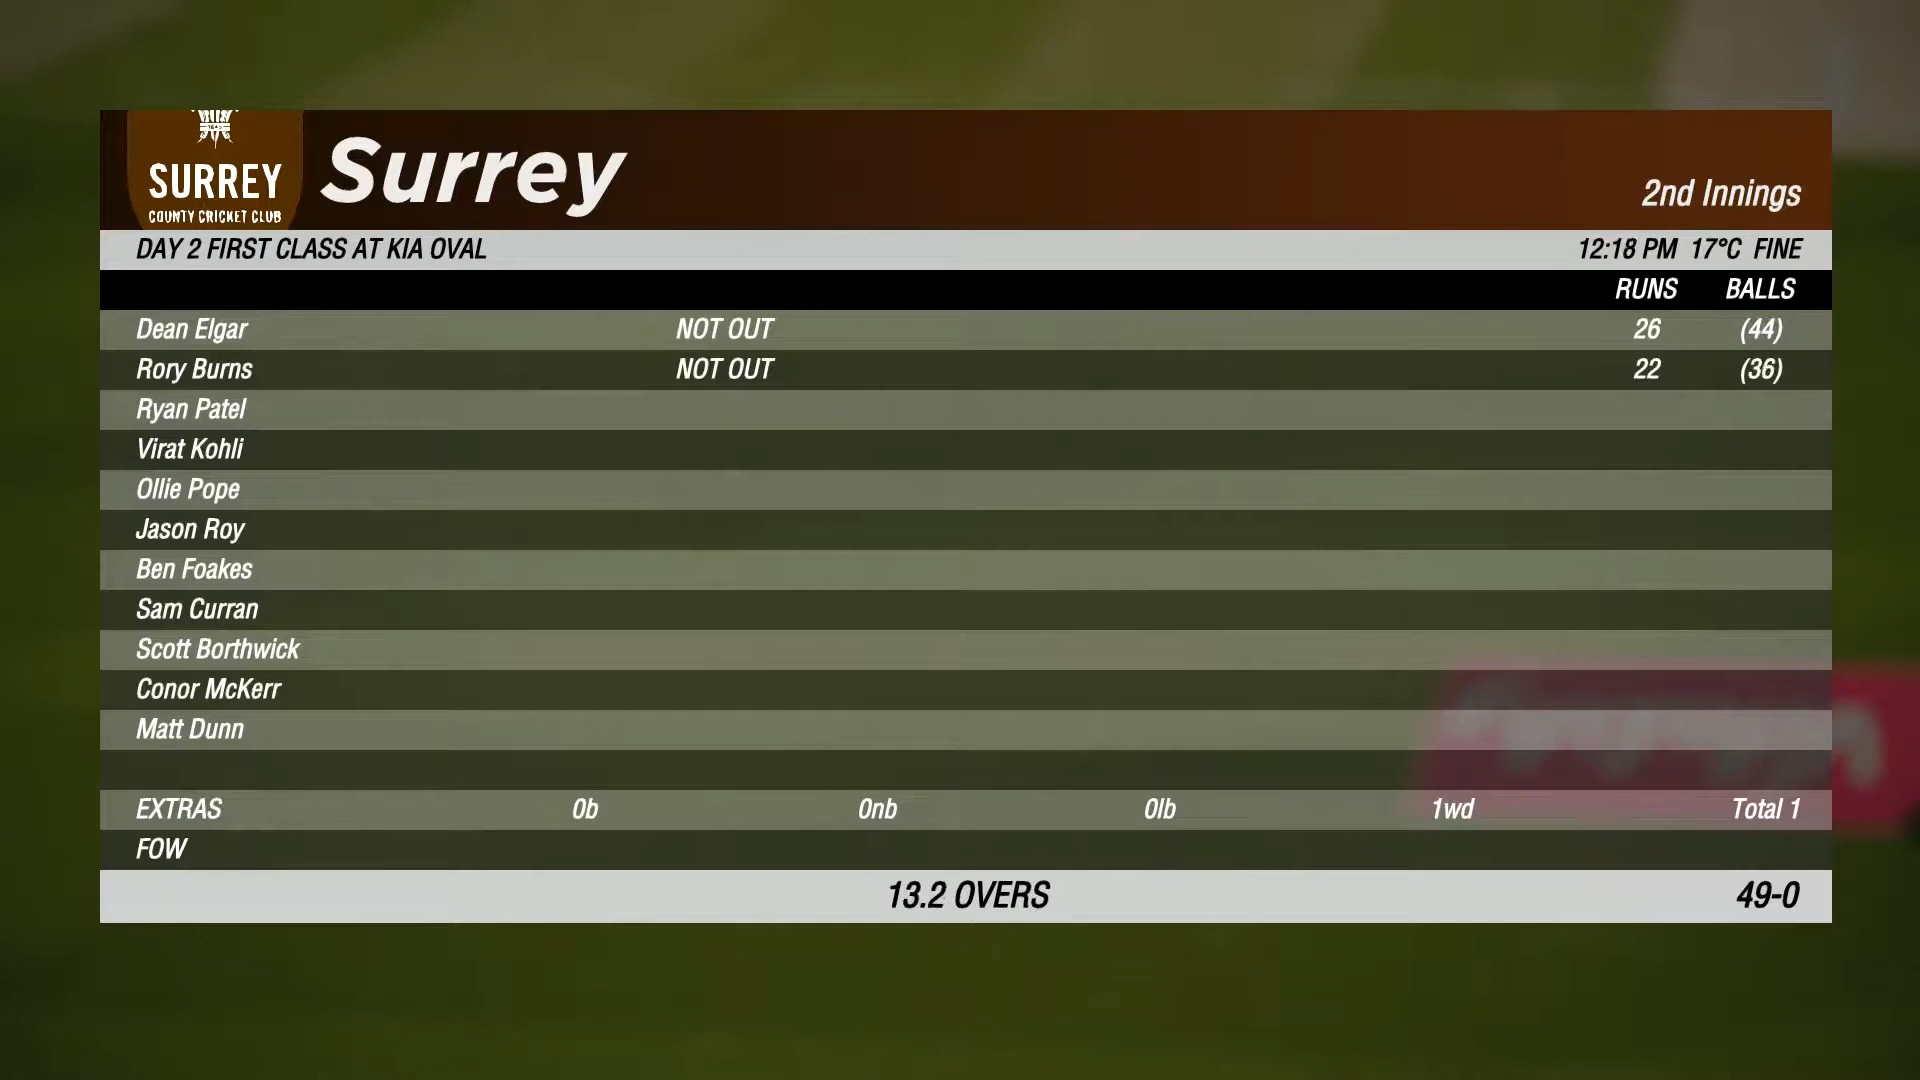 SURREY
COUNTY CRICKET CLUB
Surrey
2nd Innings
DAY 2 FIRST CLASS AT KIA OVAL 12:18 PM 17°C FINE
RUNS BALLS
Dean Elgar NOT OUT 26 (44)
Rory Burns NOT OUT 22 (36)
Ryan Patel
Virat Kohli
Ollie Pope
Jason Roy
Ben Foakes
Sam Curran
Scott Borthwick
Conor McKerr
Matt Dunn
EXTRAS 0b 0nb 0lb 1wd Total 1
FOW
13.2 OVERS 49-0